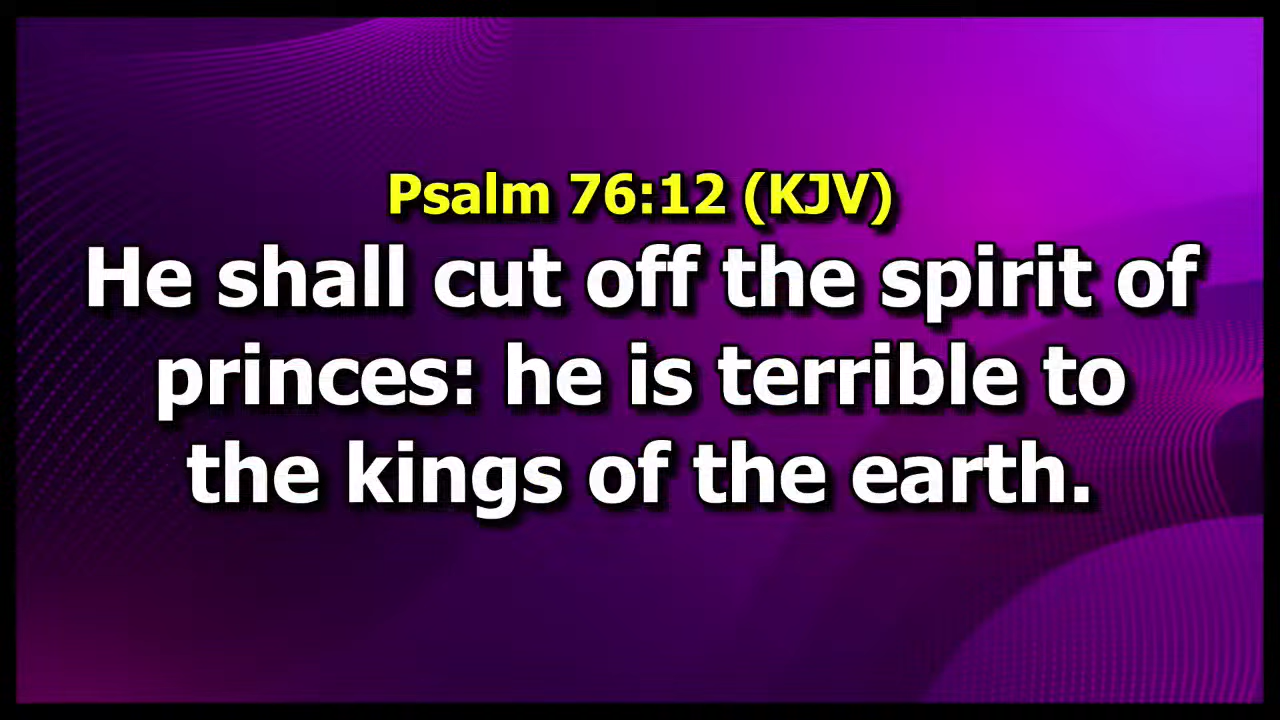 Psalm 76:12 (KJV)
He shall cut off the spirit of
princes: he is terrible to
the kings of the earth.